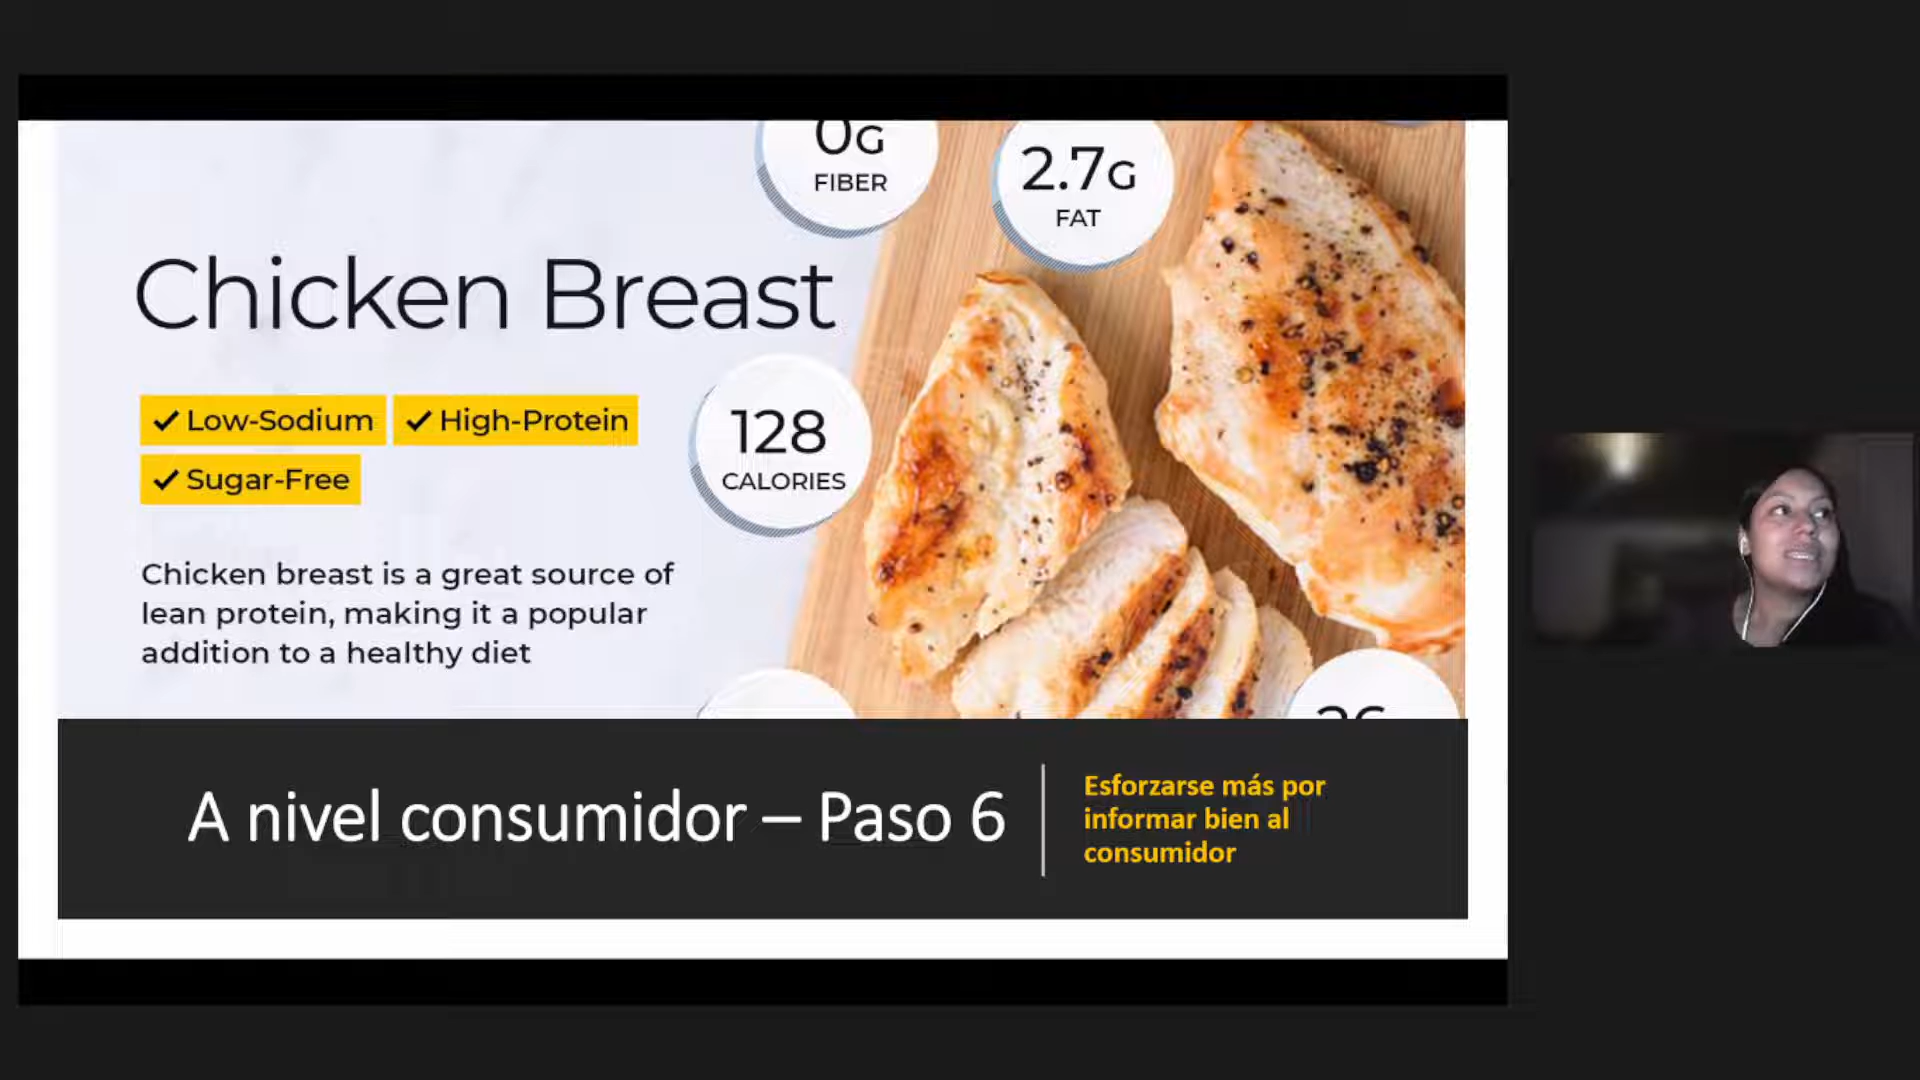 0G
FIBER
2.7G
FAT
Chicken Breast
✓ Low-Sodium ✓ High-Protein
✓ Sugar-Free
128
CALORIES
Chicken breast is a great source of
lean protein, making it a popular
addition to a healthy diet
A nivel consumidor – Paso 6
Esforzarse más por
informar bien al
consumidor